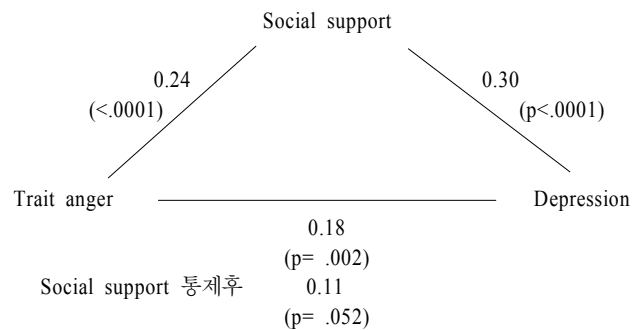 Social support
0.24
(<.0001)
0.30
(p<.0001)
Trait anger
Depression
0.18
(p= .002)
Social support 통제후 0.11
(p= .052)